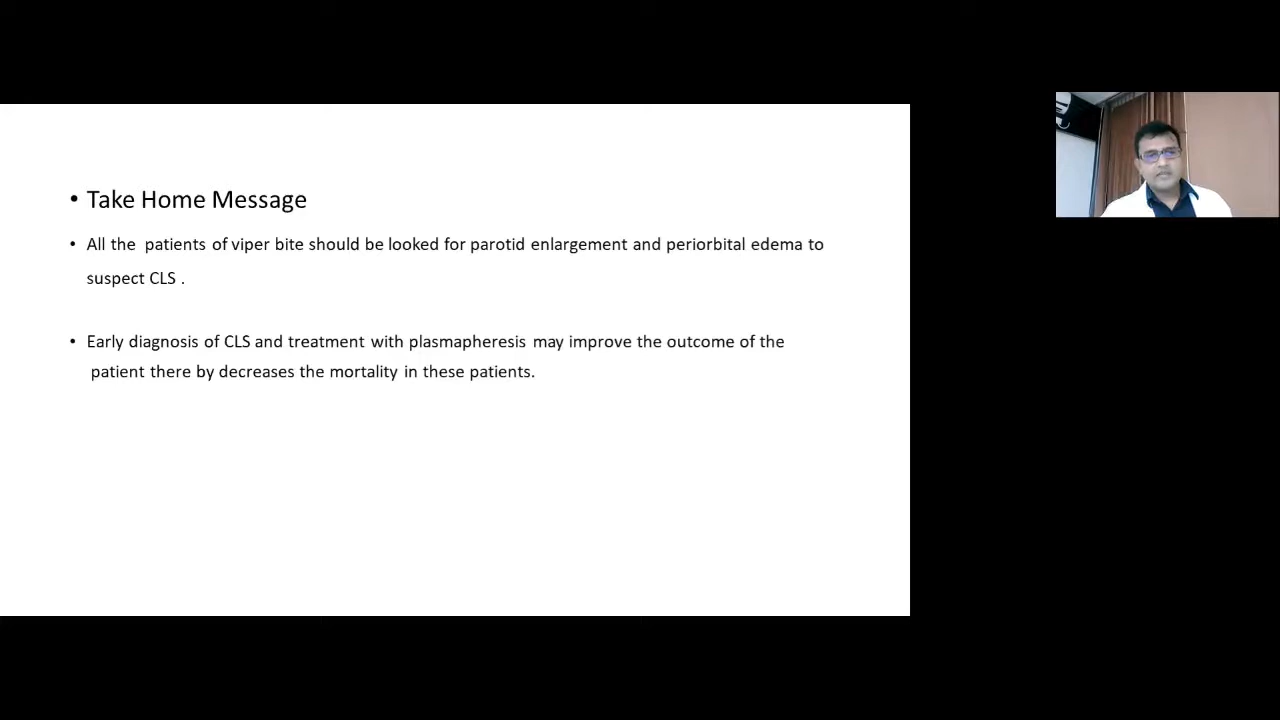 • Take Home Message
• All the patients of viper bite should be looked for parotid enlargement and periorbital edema to
suspect CLS .
• Early diagnosis of CLS and treatment with plasmapheresis may improve the outcome of the
patient there by decreases the mortality in these patients.